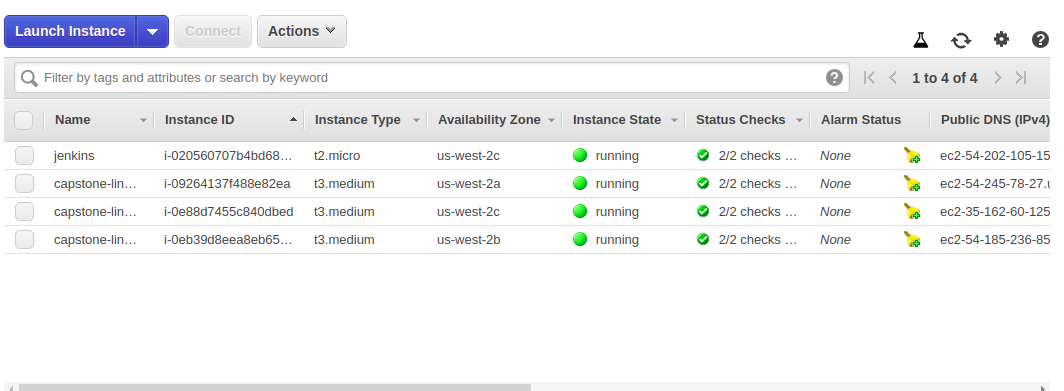 Launch Instance Connect Actions
Filter by tags and attributes or search by keyword 1 to 4 of 4
Name Instance ID Instance Type Availability Zone Instance State Status Checks Alarm Status Public DNS (IPv4)
jenkins i-020560707b4bd68... t2.micro us-west-2c running 2/2 checks ... None ec2-54-202-105-15
capstone-lin... i-09264137f488e82ea t3.medium us-west-2a running 2/2 checks ... None ec2-54-245-78-27.u
capstone-lin... i-0e88d7455c840dbed t3.medium us-west-2c running 2/2 checks ... None ec2-35-162-60-125
capstone-lin... i-0eb39d8eea8eb65... t3.medium us-west-2b running 2/2 checks ... None ec2-54-185-236-85